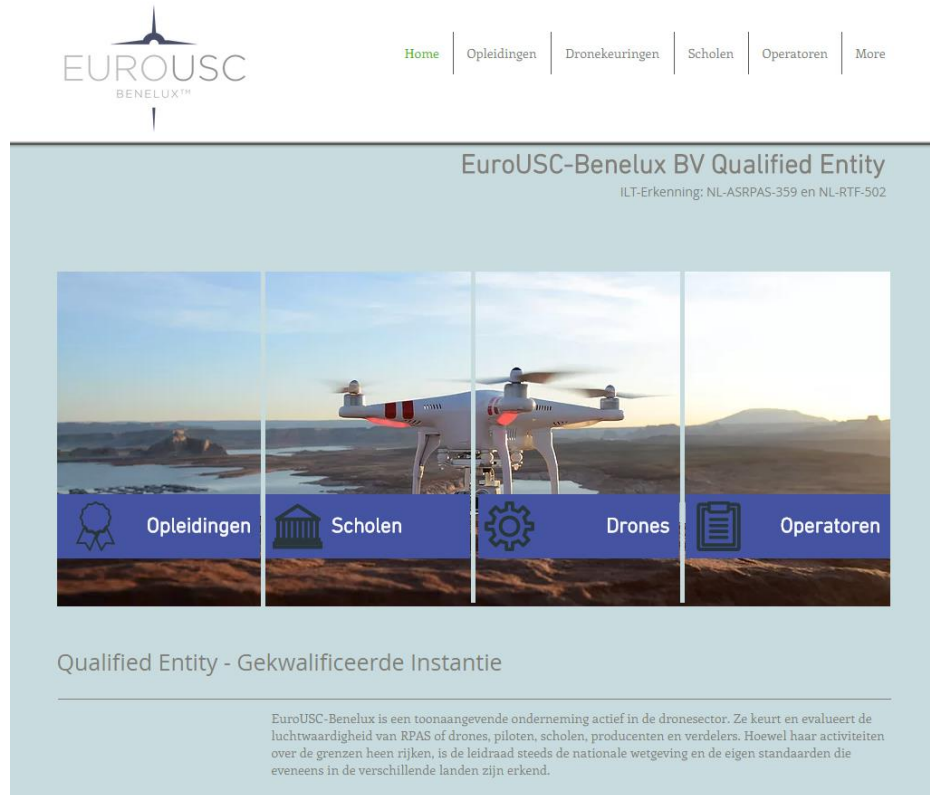 EUROUSC
BENELUX™
Home
Opleidingen
Dronekeuringen
Scholen
Operatoren
More
EuroUSC-Benelux BV Qualified Entity
ILT-Erkenning: NL-ASRPAS-359 en NL-RTF-502
Opleidingen
Scholen
Drones
Operatoren
Qualified Entity - Gekwalificeerde Instantie
EuroUSC-Benelux is een toonaangevende onderneming actief in de dronesector. Ze keurt en evalueert de
luchtwaardigheid van RPAS of drones, piloten, scholen, producenten en verdelers. Hoewel haar activiteiten
over de grenzen heen rijken, is de leidraad steeds de nationale wetgeving en de eigen standaarden die
eveneens in de verschillende landen zijn erkend.